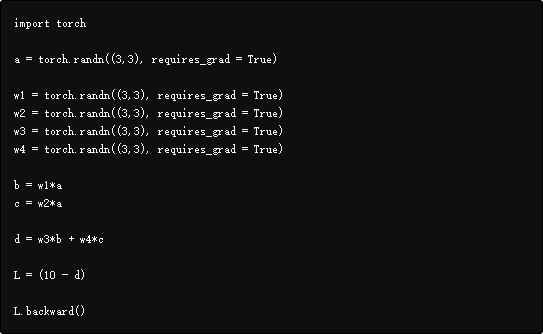 import torch
a = torch.randn((3,3), requires_grad = True)
w1 = torch.randn((3,3), requires_grad = True)
w2 = torch.randn((3,3), requires_grad = True)
w3 = torch.randn((3,3), requires_grad = True)
w4 = torch.randn((3,3), requires_grad = True)
b = w1*a
c = w2*a
d = w3*b + w4*c
L = (10 - d)
L.backward()